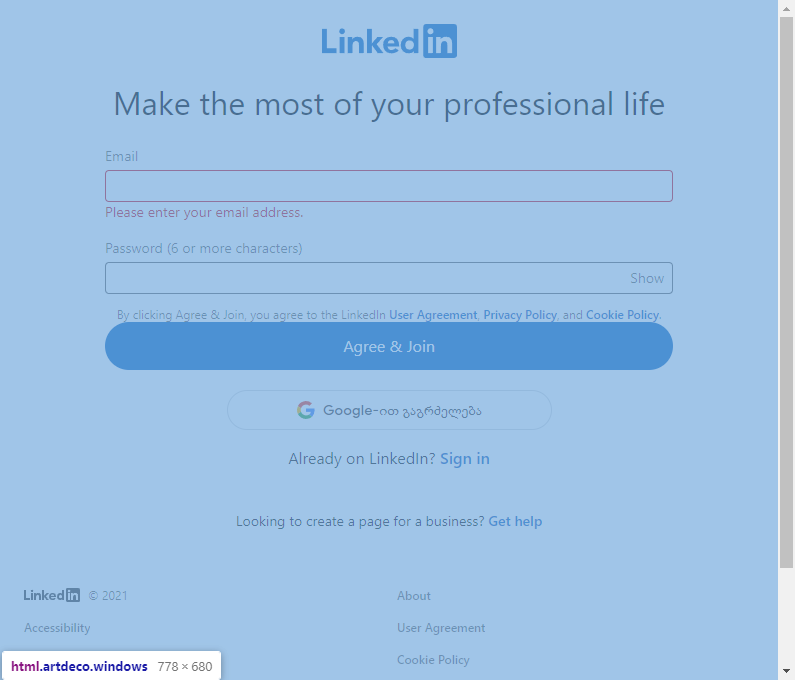 LinkedIn
Make the most of your professional life
Email
Please enter your email address.
Password (6 or more characters)
Show
By clicking Agree & Join, you agree to the LinkedIn User Agreement, Privacy Policy, and Cookie Policy.
Agree & Join
Google-ით გაგრძელება
Already on LinkedIn? Sign in
Looking to create a page for a business? Get help
LinkedIn © 2021
About
Accessibility
User Agreement
Cookie Policy
html.artdeco.windows 778 × 680